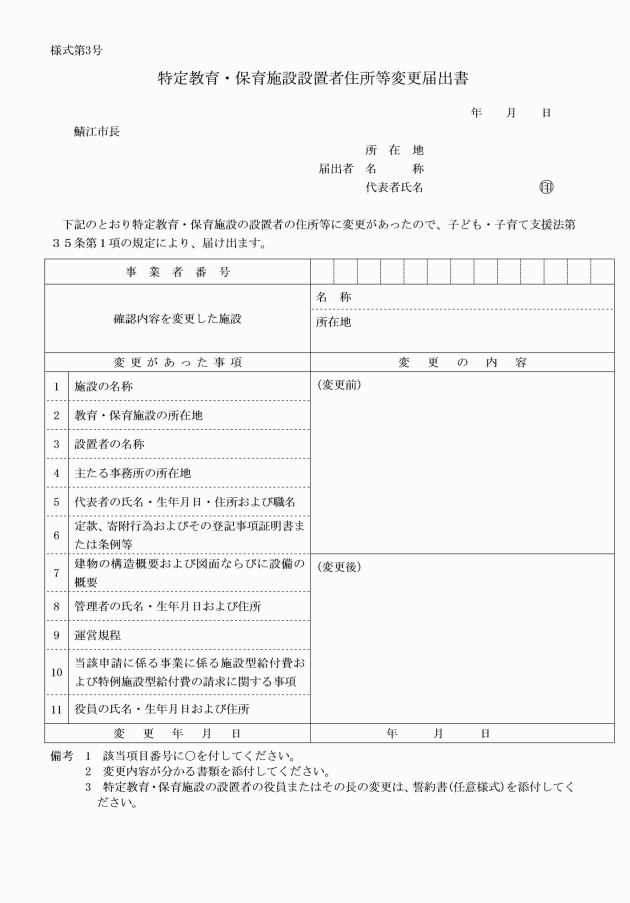 様式第3号
特定教育・保育施設設置者住所等変更届出書
年　　月　　日
鯖江市長
所　在　地
届出者　名　　　称
代表者氏名　　　　　　　㊞
下記のとおり特定教育・保育施設の設置者の住所等に変更があったので、子ども・子育て支援法第
３５条第１項の規定により、届け出ます。
事　業　者　番　号
確認内容を変更した施設
名　称
所在地
変更があった事項
変　更　の　内　容
1　施設の名称
（変更前）
2　教育・保育施設の所在地
3　設置者の名称
4　主たる事務所の所在地
5　代表者の氏名・生年月日・住所および職名
6　定款、寄附行為およびその登記事項証明書ま
たは条例等
7　建物の構造概要および図面ならびに設備の
概要
（変更後）
8　管理者の氏名・生年月日および住所
9　運営規程
10　当該申請に係る事業に係る施設型給付費お
よび特例施設型給付費の請求に関する事項
11　役員の氏名・生年月日および住所
変　更　年　月　日
年　　　月　　　日
備考　1　該当項目番号に○を付してください。
2　変更内容が分かる書類を添付してください。
3　特定教育・保育施設の設置者の役員またはその長の変更は、誓約書（任意様式）を添付してく
ださい。